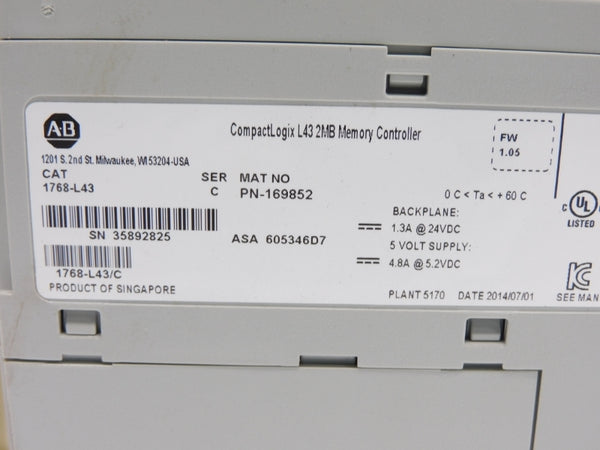 A-B
CompactLogix L43 2MB Memory Controller
FW
1.05
1201 S. 2nd St. Milwaukee, WI 53204-USA
CAT SER MAT NO
1768-L43 C PN-169852
0 C < Ta < + 60 C
BACKPLANE:
1.3A @ 24VDC
SN 35892825 ASA 605346D7
5 VOLT SUPPLY:
4.8A @ 5.2VDC
1768-L43/C
PRODUCT OF SINGAPORE
PLANT 5170 DATE 2014/07/01
C UL
LISTED
SEE MAN